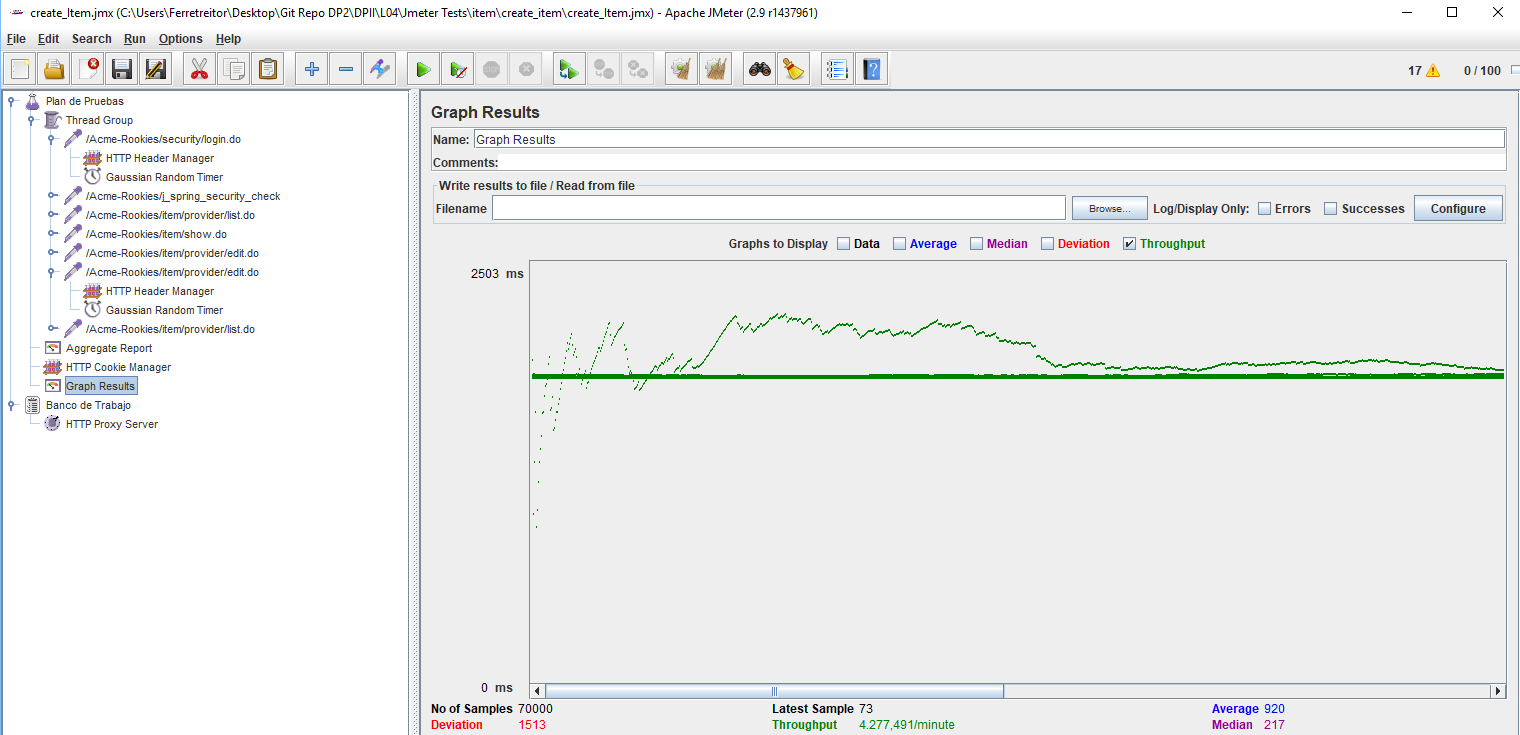 create_Item.jmx (C:\Users\Ferretreitor\Desktop\Git Repo DP2\DPII\L04\Jmeter Tests\item\create_item\create_Item.jmx) - Apache JMeter (2.9 r1437961)
File Edit Search Run Options Help
17 0 / 100
Plan de Pruebas
Thread Group
/Acme-Rookies/security/login.do
HTTP Header Manager
Gaussian Random Timer
/Acme-Rookies/j_spring_security_check
/Acme-Rookies/item/provider/list.do
/Acme-Rookies/item/show.do
/Acme-Rookies/item/provider/edit.do
/Acme-Rookies/item/provider/edit.do
HTTP Header Manager
Gaussian Random Timer
/Acme-Rookies/item/provider/list.do
Aggregate Report
HTTP Cookie Manager
Graph Results
Banco de Trabajo
HTTP Proxy Server
Graph Results
Name: Graph Results
Comments:
Write results to file / Read from file
Filename Browse... Log/Display Only: Errors Successes Configure
Graphs to Display Data Average Median Deviation Throughput
2503 ms
0 ms
No of Samples 70000 Latest Sample 73 Average 920
Deviation 1513 Throughput 4.277,491/minute Median 217